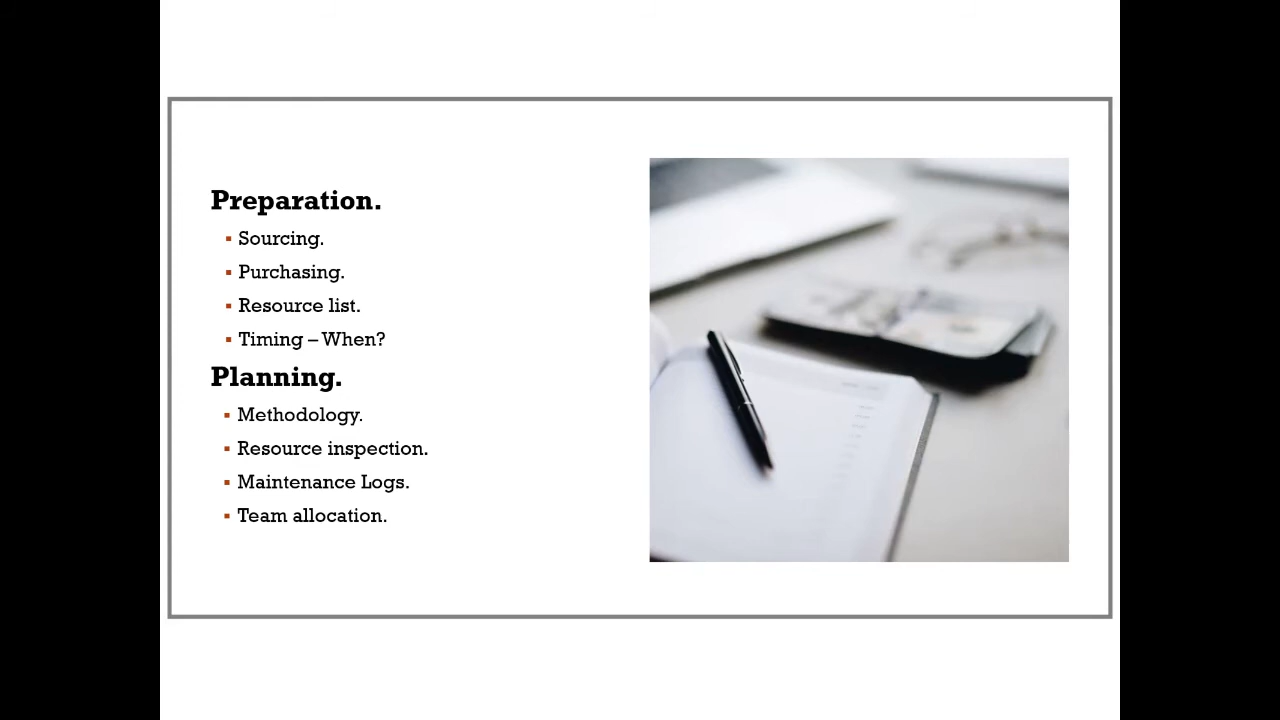 Preparation.
Sourcing.
Purchasing.
Resource list.
Timing – When?
Planning.
Methodology.
Resource inspection.
Maintenance Logs.
Team allocation.